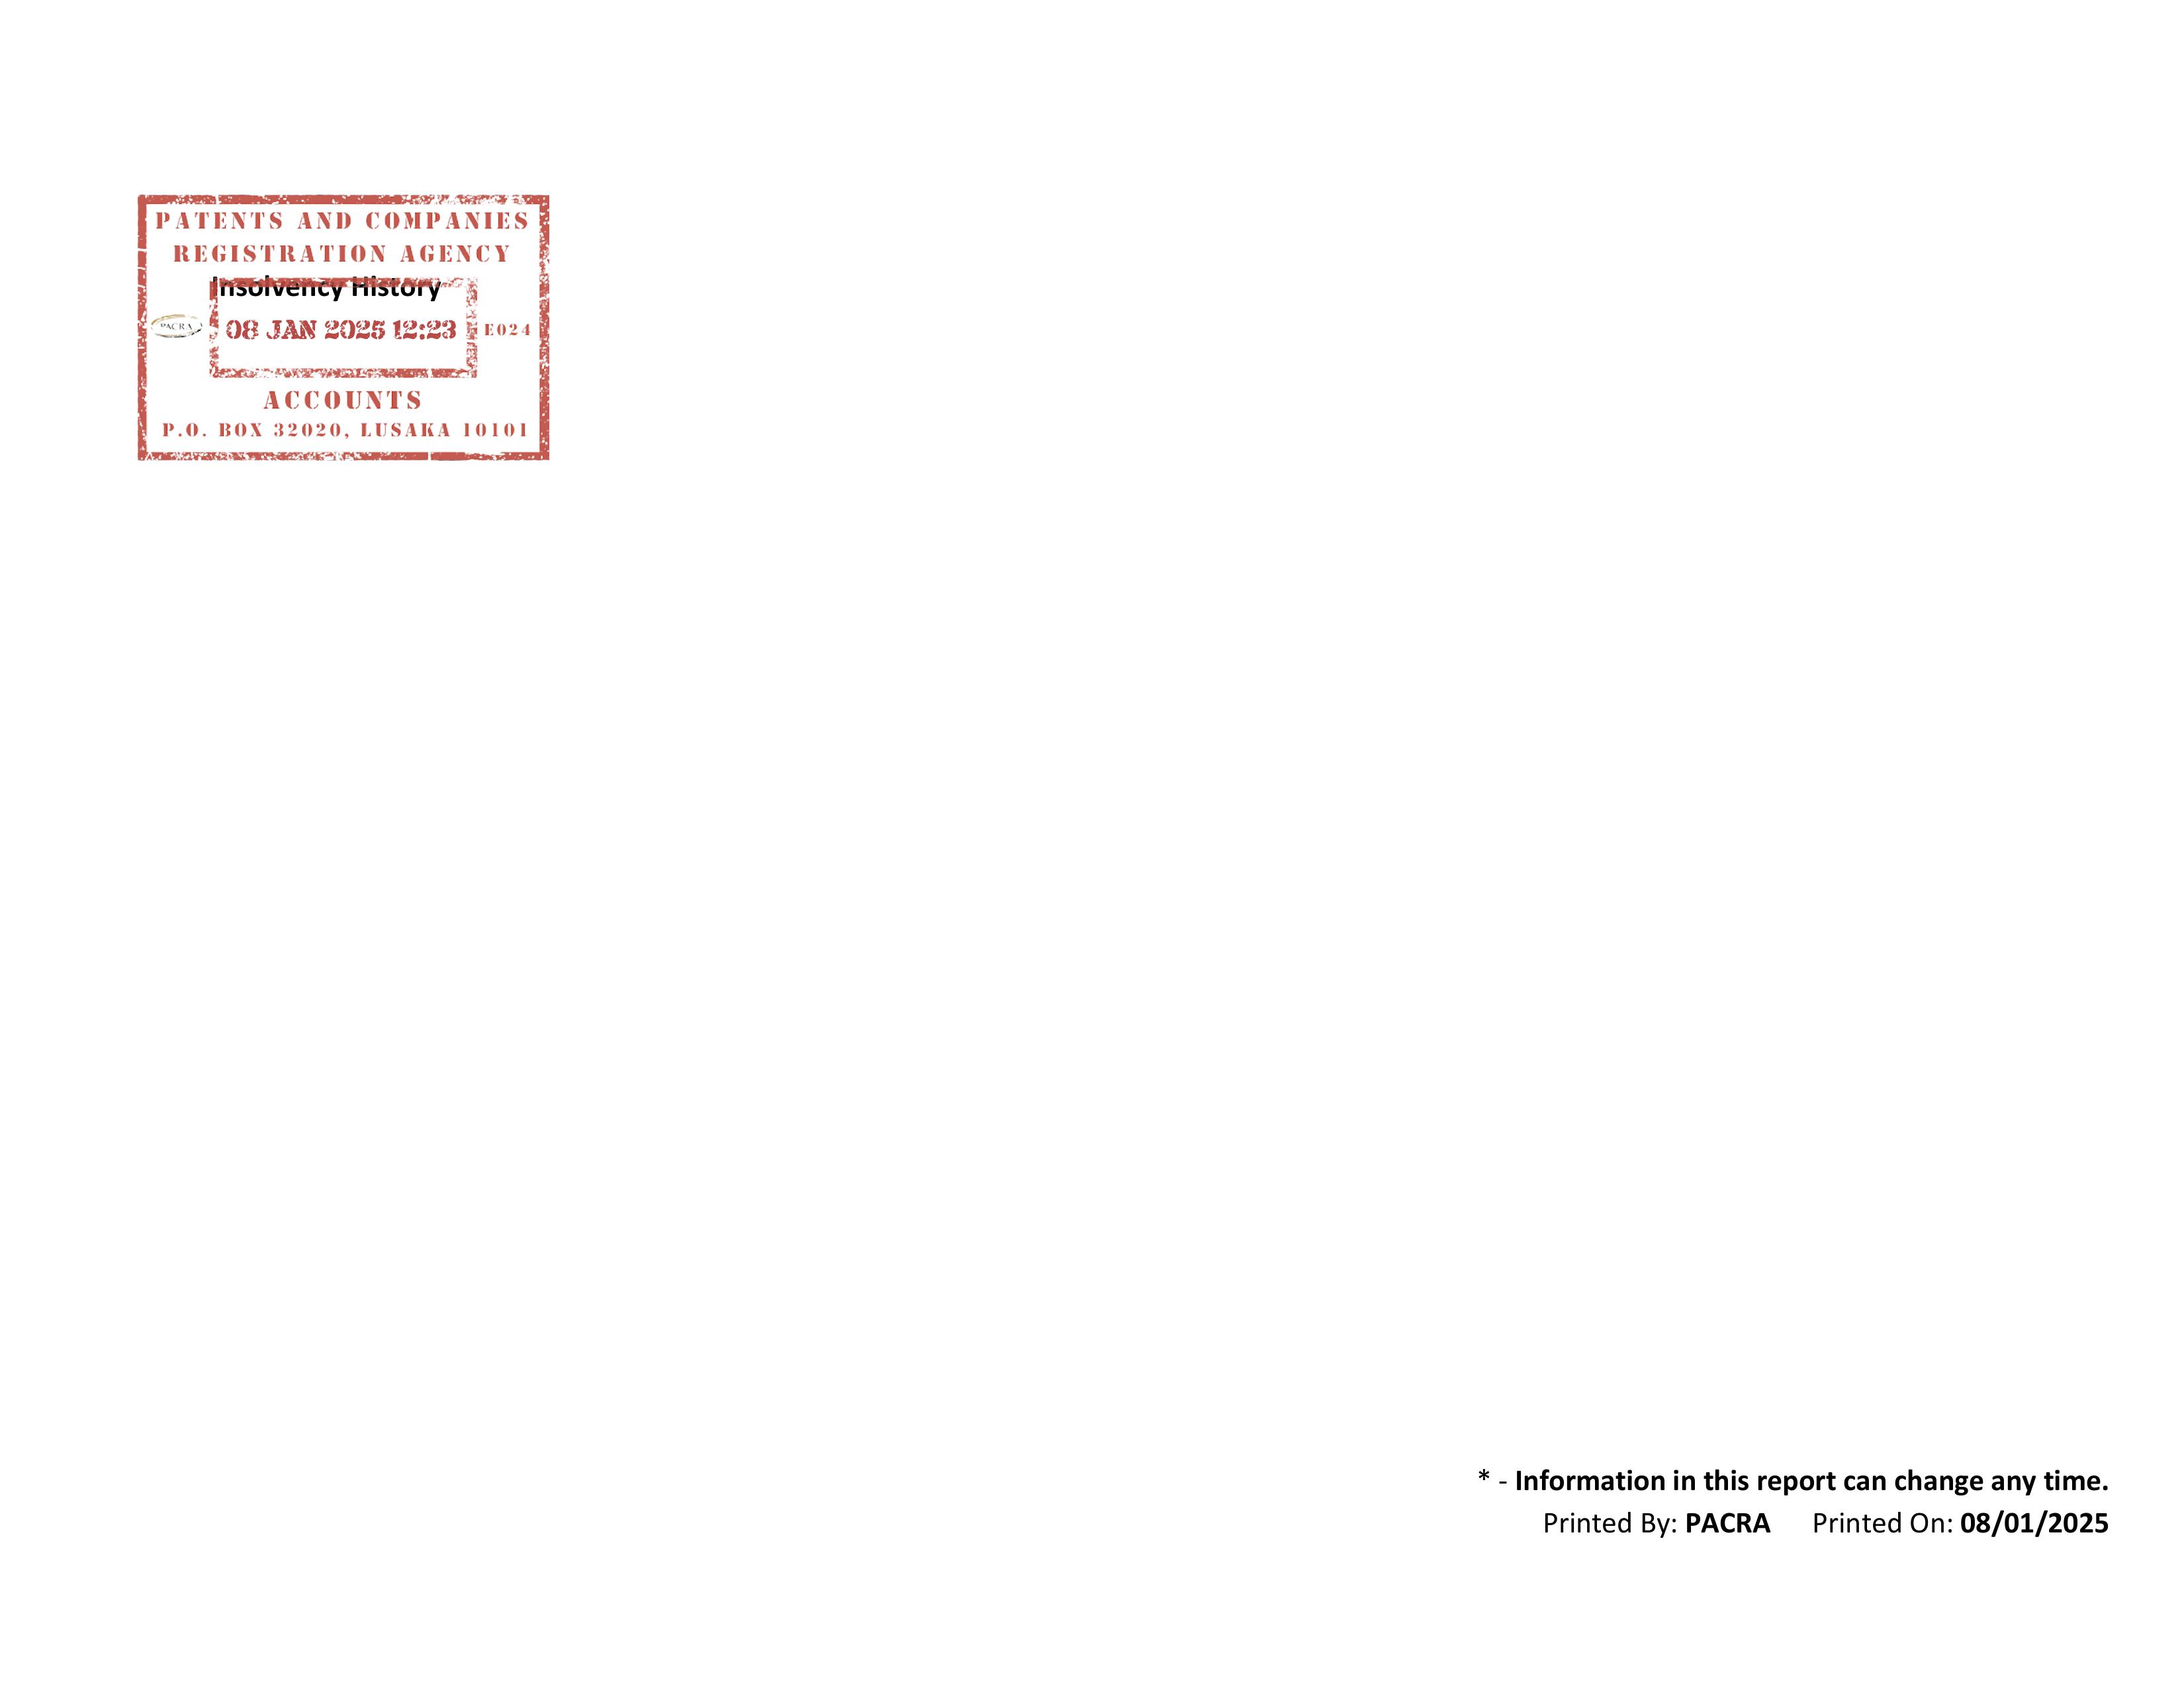 PATENTS AND COMPANIES
REGISTRATION AGENCY
Insolvency History
PACRA
08 JAN 2025 12:23
E024
ACCOUNTS
P.O. BOX 32020, LUSAKA 10101
* - Information in this report can change any time.
Printed By: PACRA Printed On: 08/01/2025